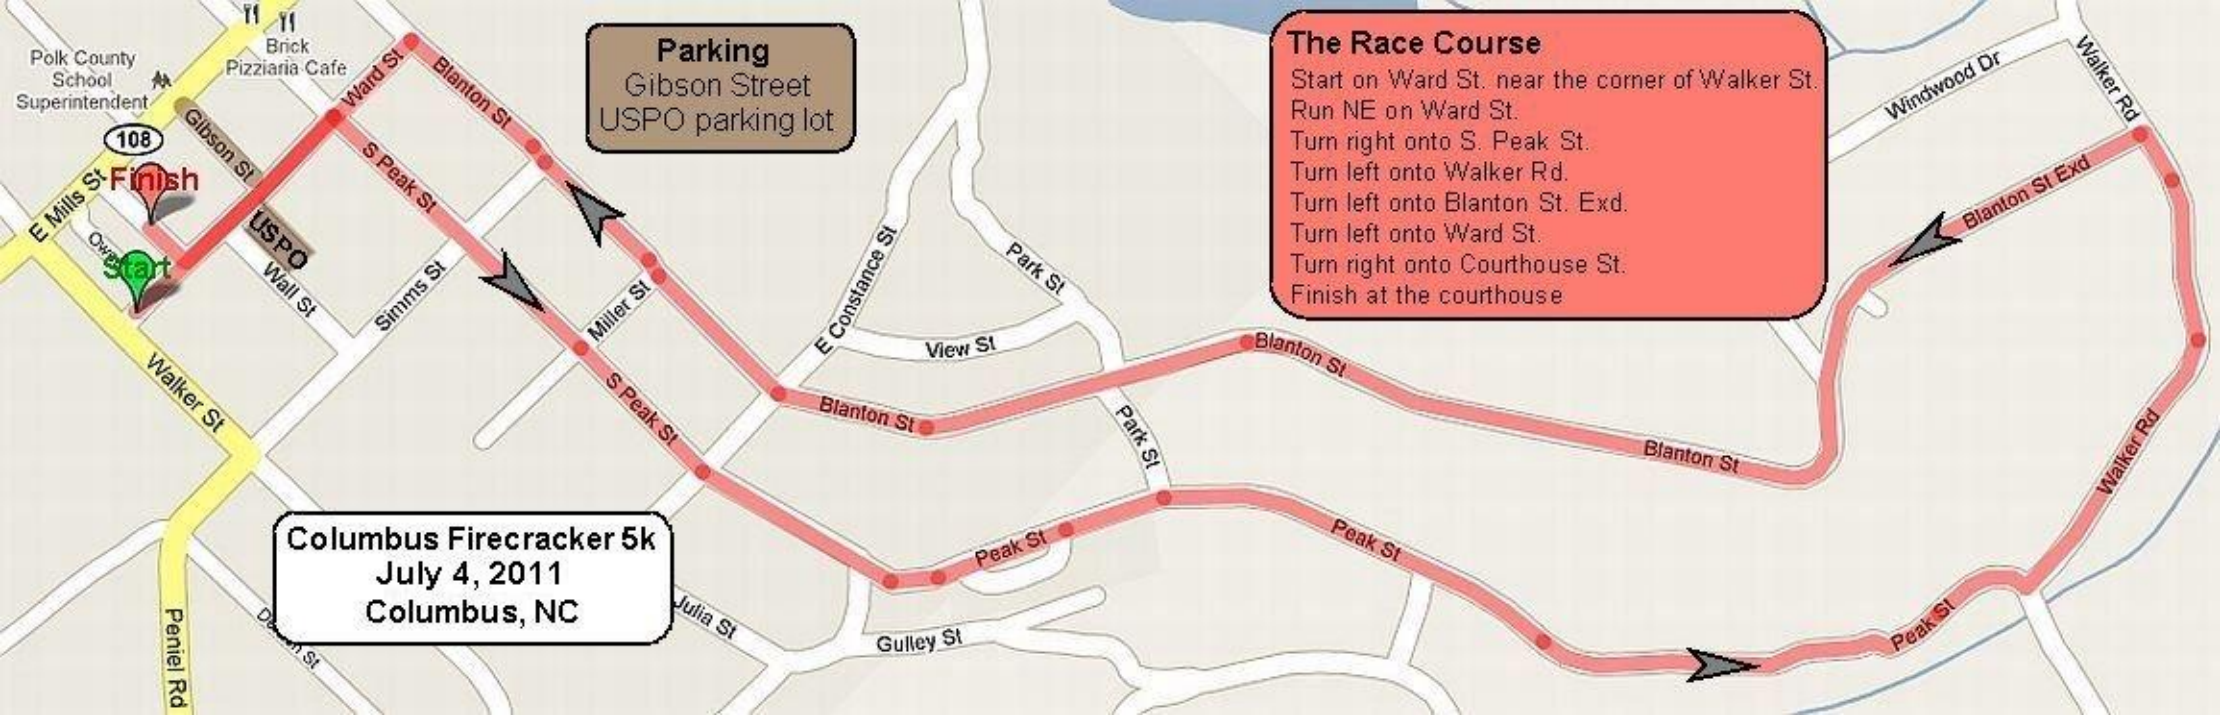 Polk County
School
Superintendent
Brick
Pizziaria Cafe
108
Finish
Start
E Mills St
Gibson St
USPO
Wall St
Ward St
Blanton St
S Peak St
Simms St
Miller St
S Peak St
Walker St
Peniel Rd
Parking
Gibson Street
USPO parking lot
The Race Course
Start on Ward St. near the corner of Walker St.
Run NE on Ward St.
Turn right onto S. Peak St.
Turn left onto Walker Rd.
Turn left onto Blanton St. Exd.
Turn left onto Ward St.
Turn right onto Courthouse St.
Finish at the courthouse
Windwood Dr
Walker Rd
Blanton St Exd
E Constance St
Park St
View St
Blanton St
Blanton St
Park St
Blanton St
Walker Rd
Peak St
Peak St
Peak St
Columbus Firecracker 5k
July 4, 2011
Columbus, NC
Julia St
Gulley St